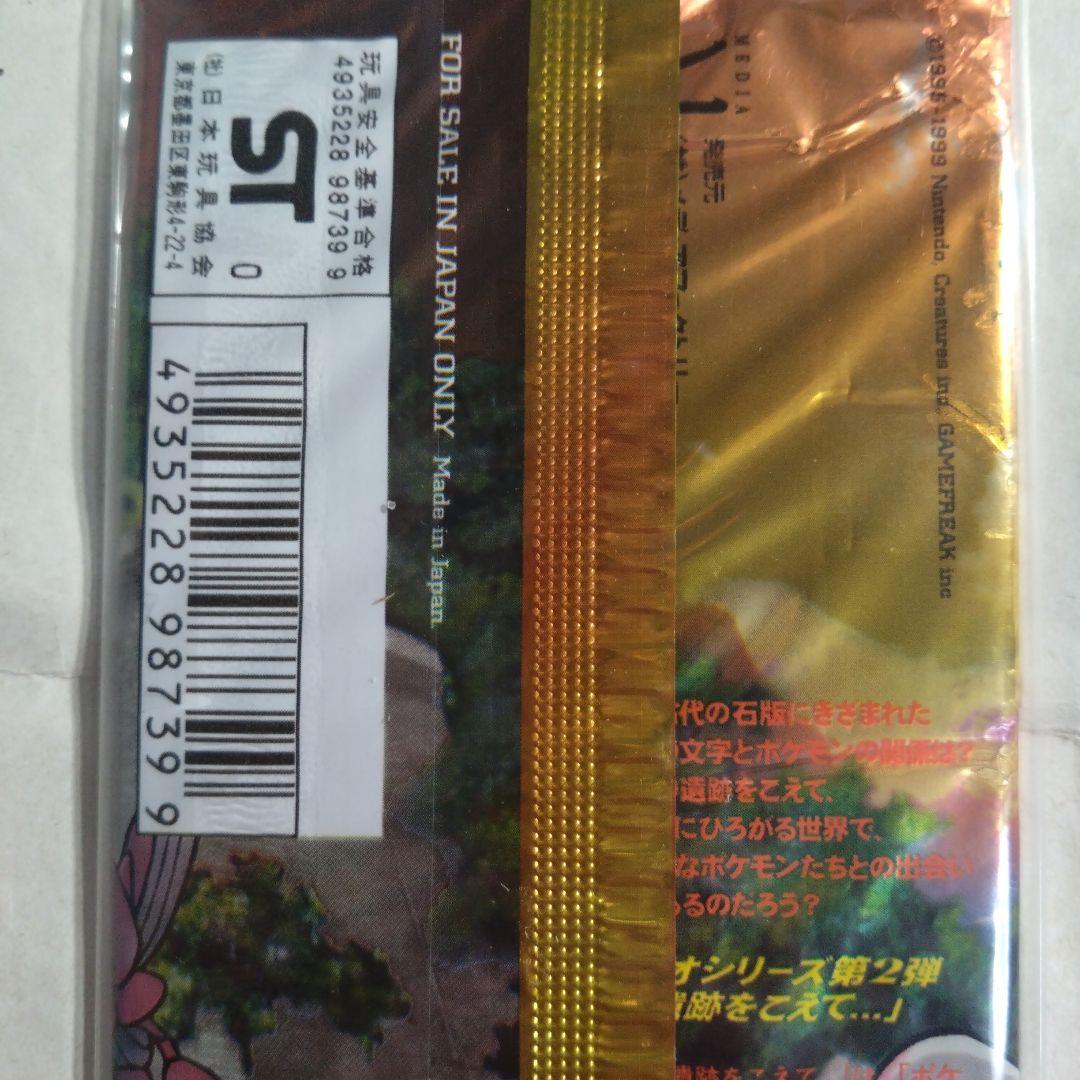 玩具安全基準合格
4935228 98739 9
ST
0
(社)日本玩具協会
東京都墨田区東駒形4-22-4
4935228987399
FOR SALE IN JAPAN ONLY Made in Japan
MEDIA
発売元
©1995-1999 Nintendo, Creatures inc, GAMEFREAK inc
代の石版にきざまれた
文字とポケモンの関係は?
遺跡をこえて、
にひろがる世界で、
なポケモンたちとの出会い
るのだろう?
オシリーズ第2弾
跡をこえて…」
遺跡をこえて